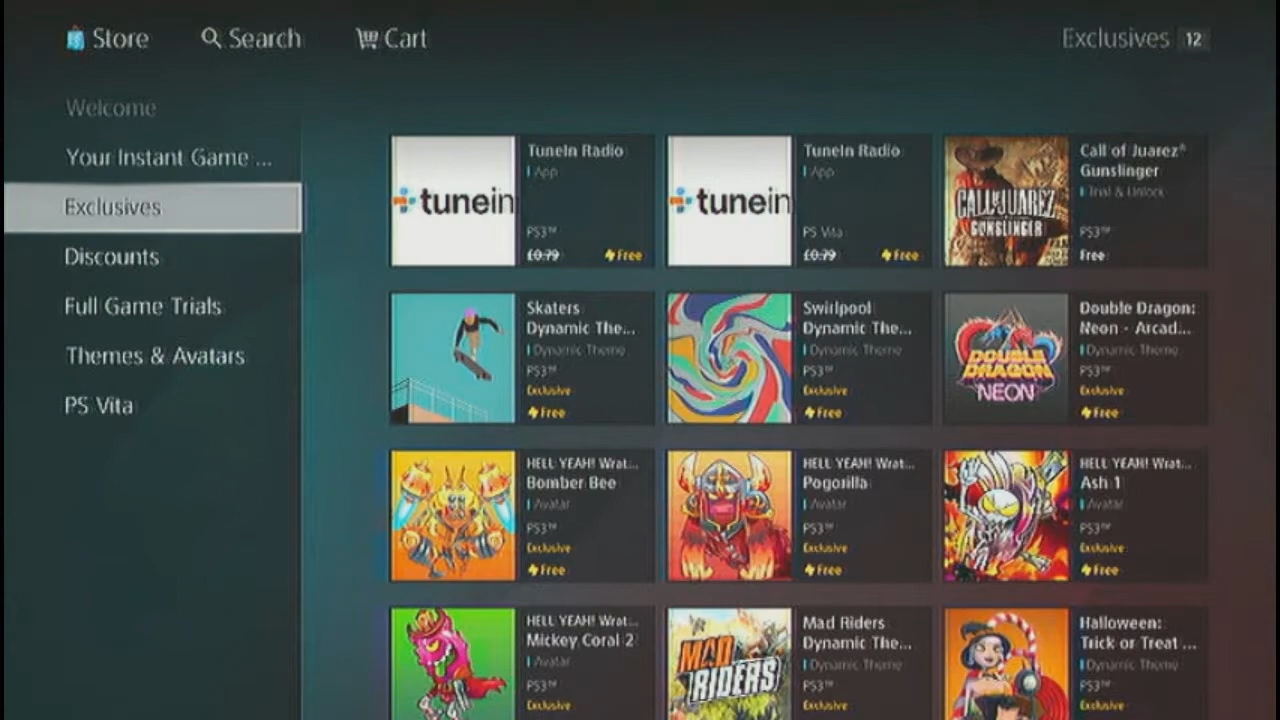 Store
Search
Cart
Exclusives 12
Welcome
Your Instant Game ...
Exclusives
Discounts
Full Game Trials
Themes & Avatars
PS Vita
tunein
TuneIn Radio
App
PS3™
£0.79
Free
tunein
TuneIn Radio
App
PS Vita
£0.79
Free
CALL OF JUAREZ
GUNSLINGER
Call of Juarez®
Gunslinger
Trial & Unlock
PS3™
Free
Skaters
Dynamic The...
Dynamic Theme
PS3™
Exclusive
Free
Swirlpool
Dynamic The...
Dynamic Theme
PS3™
Exclusive
Free
DOUBLE
DRAGON
NEON
Double Dragon:
Neon - Arcad...
Dynamic Theme
PS3™
Exclusive
Free
HELL YEAH! Wrat...
Bomber Bee
Avatar
PS3™
Exclusive
Free
HELL YEAH! Wrat...
Pogorilla
Avatar
PS3™
Exclusive
Free
HELL YEAH! Wrat...
Ash 1
Avatar
PS3™
Exclusive
Free
HELL YEAH! Wrat...
Mickey Coral 2
Avatar
PS3™
Exclusive
MAD
RIDERS
Mad Riders
Dynamic The...
Dynamic Theme
PS3™
Exclusive
Halloween:
Trick or Treat ...
Dynamic Theme
PS3™
Exclusive